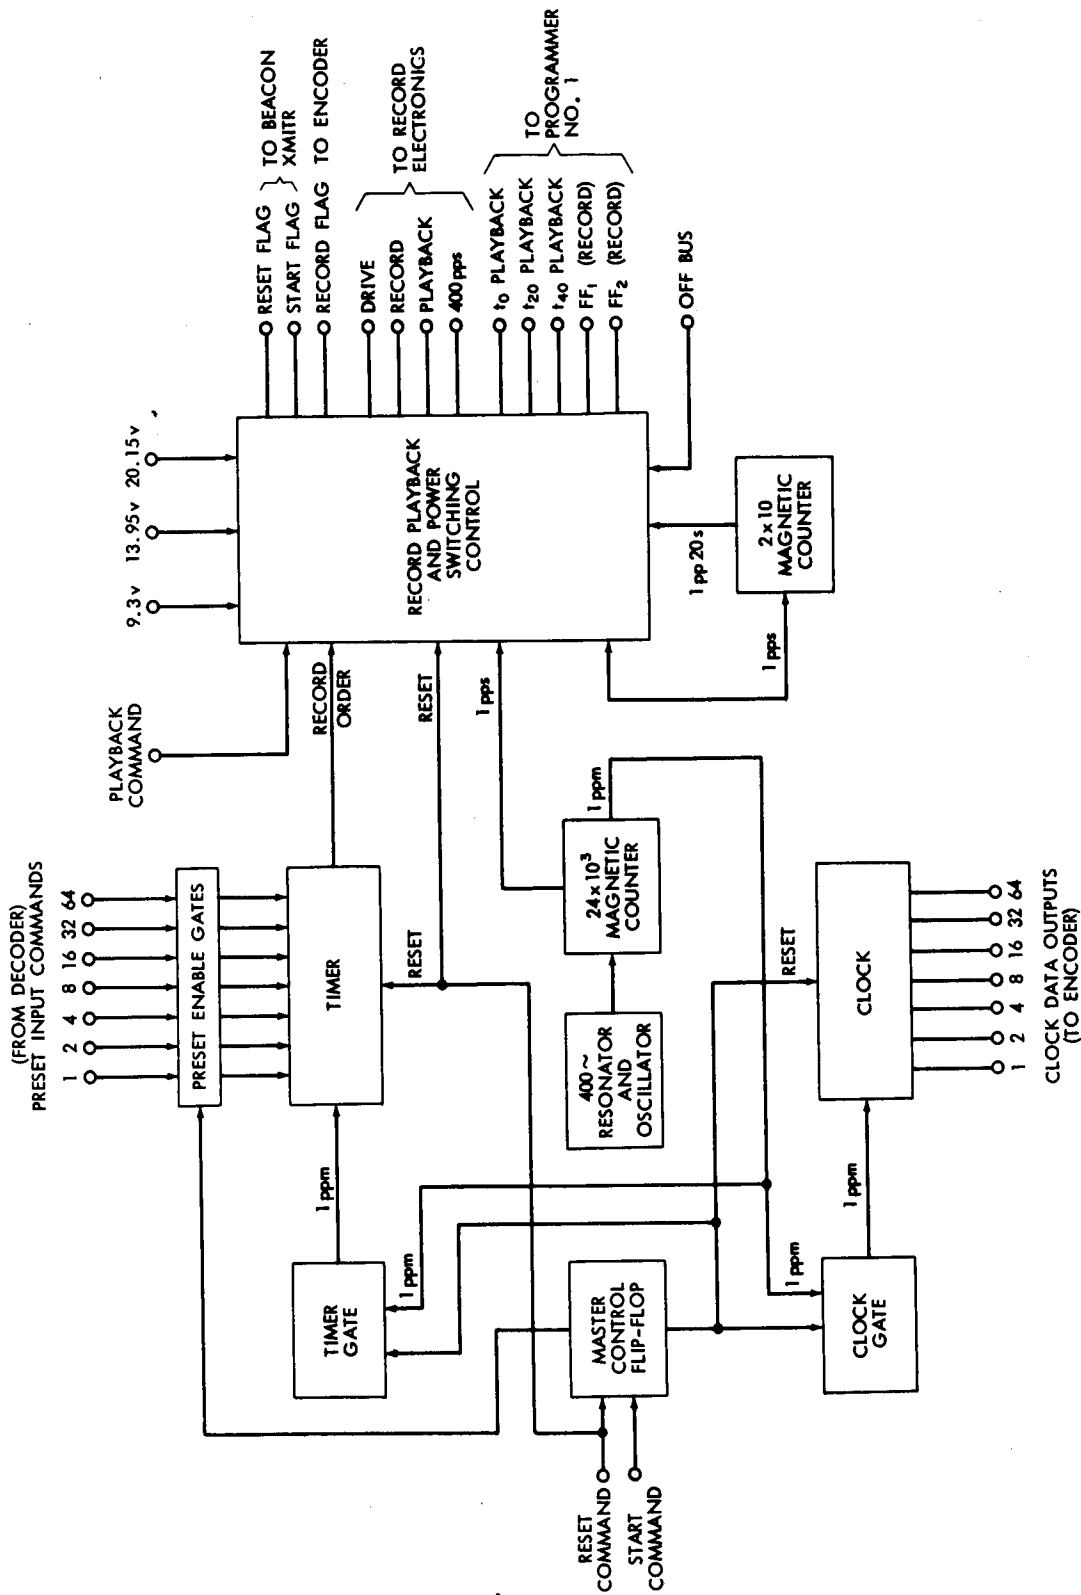 (FROM DECODER)
PRESET INPUT COMMANDS
1 2 4 8 16 32 64
PRESET ENABLE GATES
TIMER
1 ppm
TIMER
GATE
1 ppm
RESET
RESET
COMMAND
START
COMMAND
MASTER
CONTROL
FLIP-FLOP
400~
RESONATOR
AND
OSCILLATOR
24 x 10³
MAGNETIC
COUNTER
1 ppm
1 ppm
CLOCK
GATE
1 ppm
RESET
CLOCK
1 2 4 8 16 32 64
CLOCK DATA OUTPUTS
(TO ENCODER)
PLAYBACK
COMMAND
RECORD
ORDER
RESET
1 pps
1 pps
9.3v 13.95v 20.15v
RECORD PLAYBACK
AND POWER
SWITCHING
CONTROL
1 pp 20 s
2 x 10
MAGNETIC
COUNTER
RESET FLAG
START FLAG
TO BEACON
XMITR
RECORD FLAG TO ENCODER
DRIVE
RECORD
PLAYBACK
400 pps
TO RECORD
ELECTRONICS
t₀ PLAYBACK
t₂₀ PLAYBACK
t₄₀ PLAYBACK
FF₁ (RECORD)
FF₂ (RECORD)
TO
PROGRAMMER
NO. 1
OFF BUS